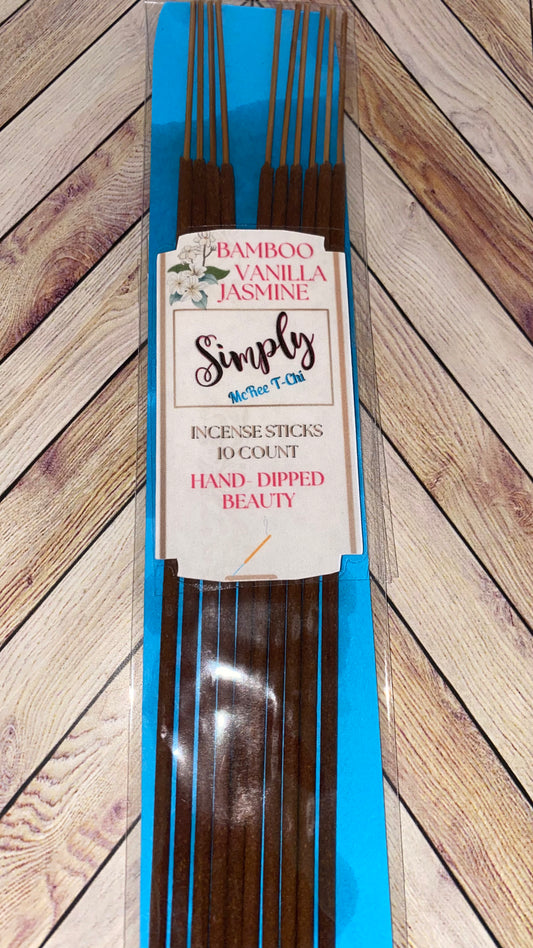 BAMBOO
VANILLA
JASMINE
Simply
McRee T-Chi
INCENSE STICKS
10 COUNT
HAND- DIPPED
BEAUTY